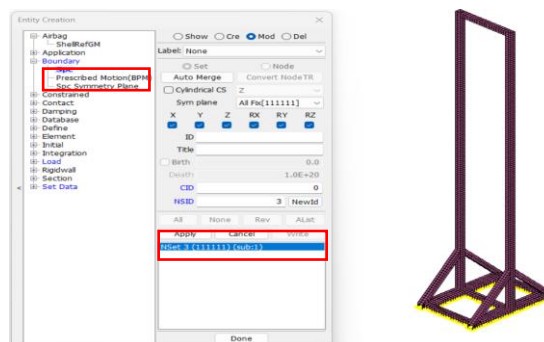 Entity Creation
Airbag
ShellRefGM
Application
Boundary
Spc
Prescribed Motion(BPM)
Spc Symmetry Plane
Constrained
Contact
Damping
Database
Define
Element
Initial
Integration
Load
Rigidwall
Section
Set Data
Show Cre Mod Del
Label: None
Set Node
Auto Merge Convert NodeTR
Cylindrical CS Z
Sym plane All Fix[111111]
X Y Z RX RY RZ
ID
Title
Birth 0.0
Death 1.0E+20
CID 0
NSID 3 NewId
All None Rev AList
Apply Cancel Write
NSet 3 (111111) (sub:1)
Done